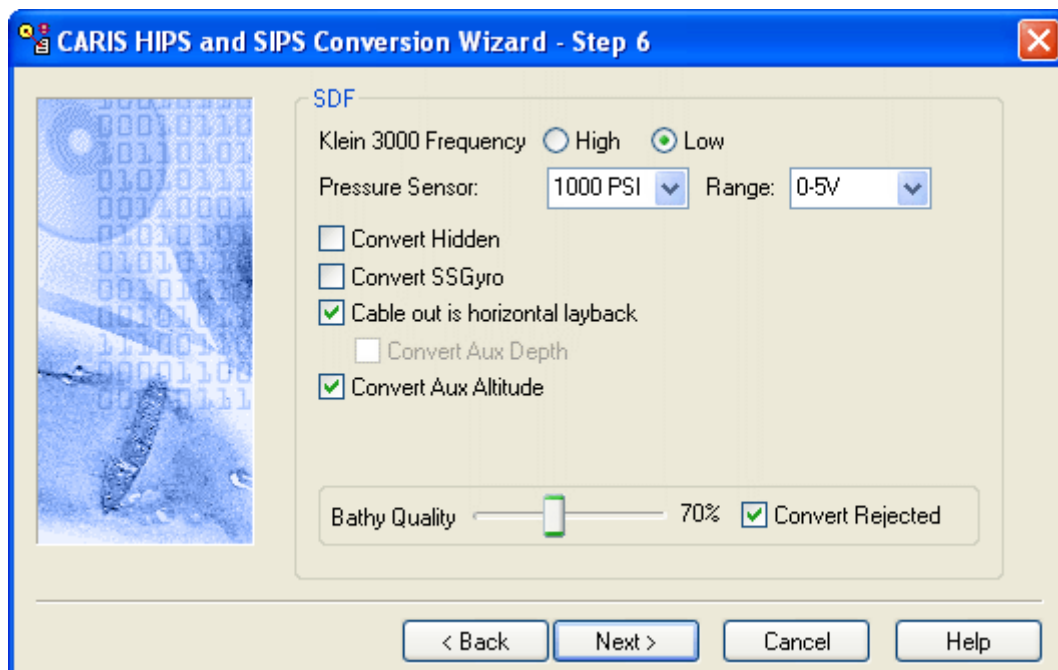 CARIS HIPS and SIPS Conversion Wizard - Step 6
SDF
Klein 3000 Frequency High Low
Pressure Sensor: 1000 PSI Range: 0-5V
Convert Hidden
Convert SSGyro
Cable out is horizontal layback
Convert Aux Depth
Convert Aux Altitude
Bathy Quality 70% Convert Rejected
< Back Next > Cancel Help